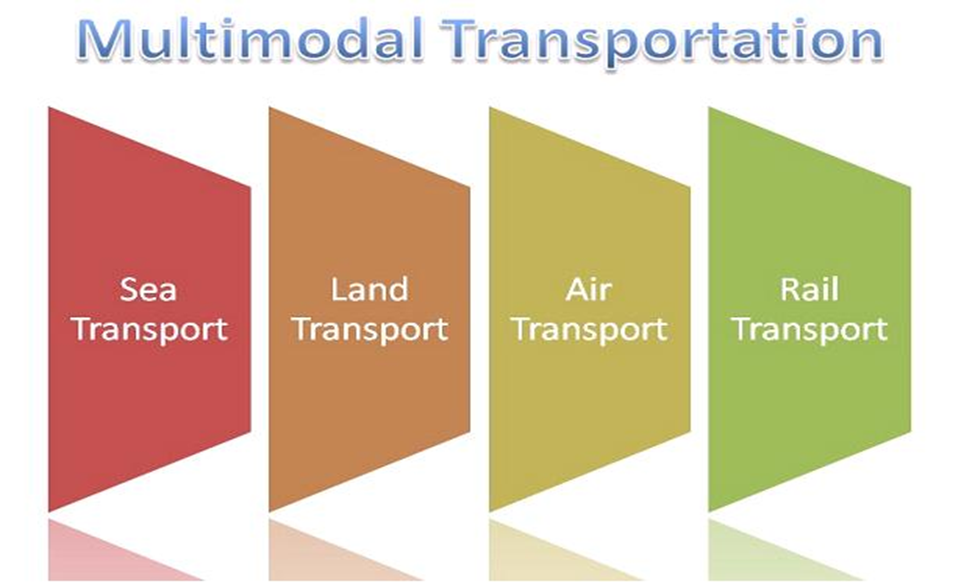 Multimodal Transportation
Sea
Transport
Land
Transport
Air
Transport
Rail
Transport